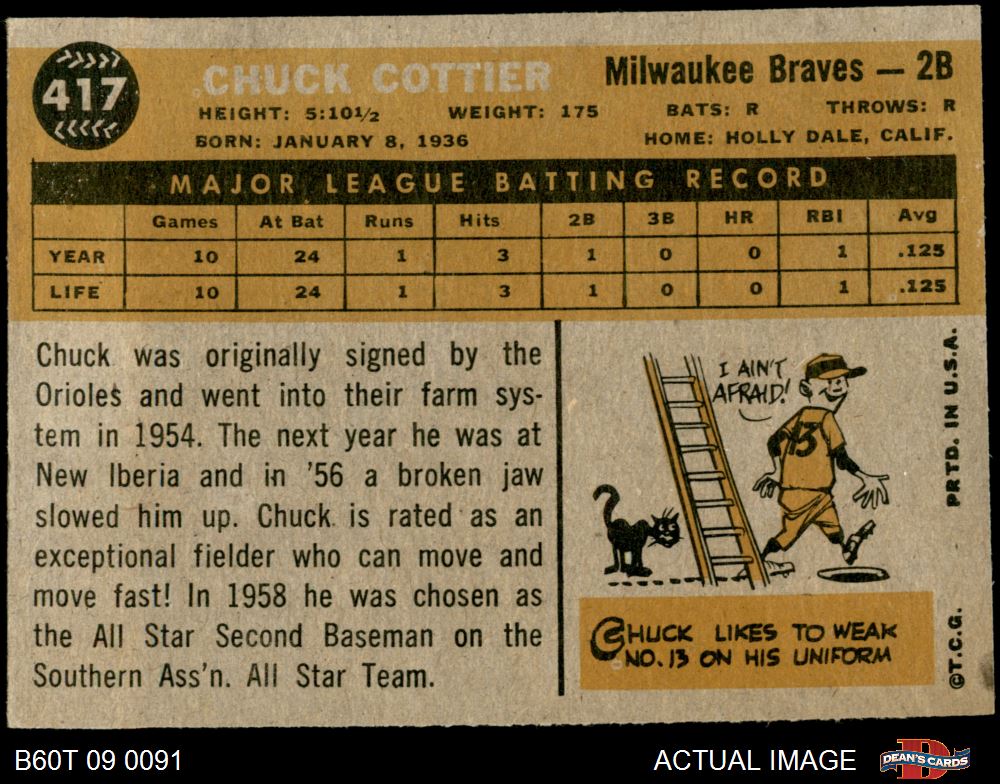 417
CHUCK COTTIER
Milwaukee Braves — 2B
HEIGHT: 5:10½ WEIGHT: 175 BATS: R THROWS: R
BORN: JANUARY 8, 1936 HOME: HOLLY DALE, CALIF.
MAJOR LEAGUE BATTING RECORD
Games At Bat Runs Hits 2B 3B HR RBI Avg
YEAR 10 24 1 3 1 0 0 1 .125
LIFE 10 24 1 3 1 0 0 1 .125
Chuck was originally signed by the
Orioles and went into their farm sys-
tem in 1954. The next year he was at
New Iberia and in '56 a broken jaw
slowed him up. Chuck is rated as an
exceptional fielder who can move and
move fast! In 1958 he was chosen as
the All Star Second Baseman on the
Southern Ass'n. All Star Team.
I AIN'T
AFRAID!
13
CHUCK LIKES TO WEAR
NO. 13 ON HIS UNIFORM
©T.C.G. PRTD. IN U.S.A.
B60T 09 0091
ACTUAL IMAGE
D
DEAN'S CARDS